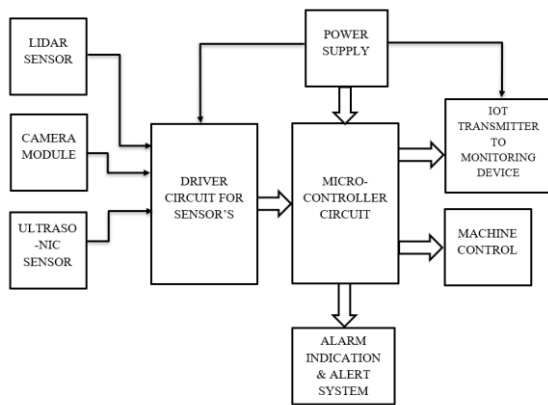 LIDAR
SENSOR
POWER
SUPPLY
CAMERA
MODULE
ULTRASO
-NIC
SENSOR
DRIVER
CIRCUIT FOR
SENSOR’S
MICRO-
CONTROLLER
CIRCUIT
IOT
TRANSMITTER
TO
MONITORING
DEVICE
MACHINE
CONTROL
ALARM
INDICATION
& ALERT
SYSTEM